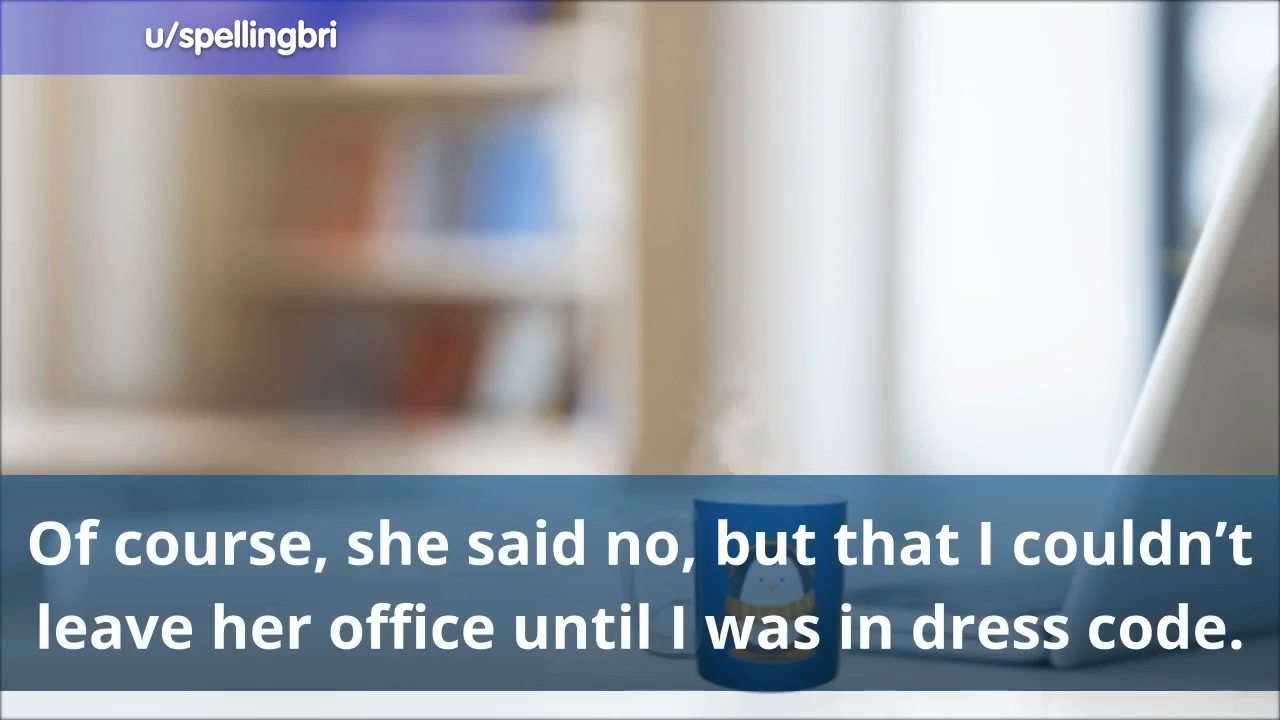 u/spellingbri
Of course, she said no, but that I couldn’t
leave her office until I was in dress code.